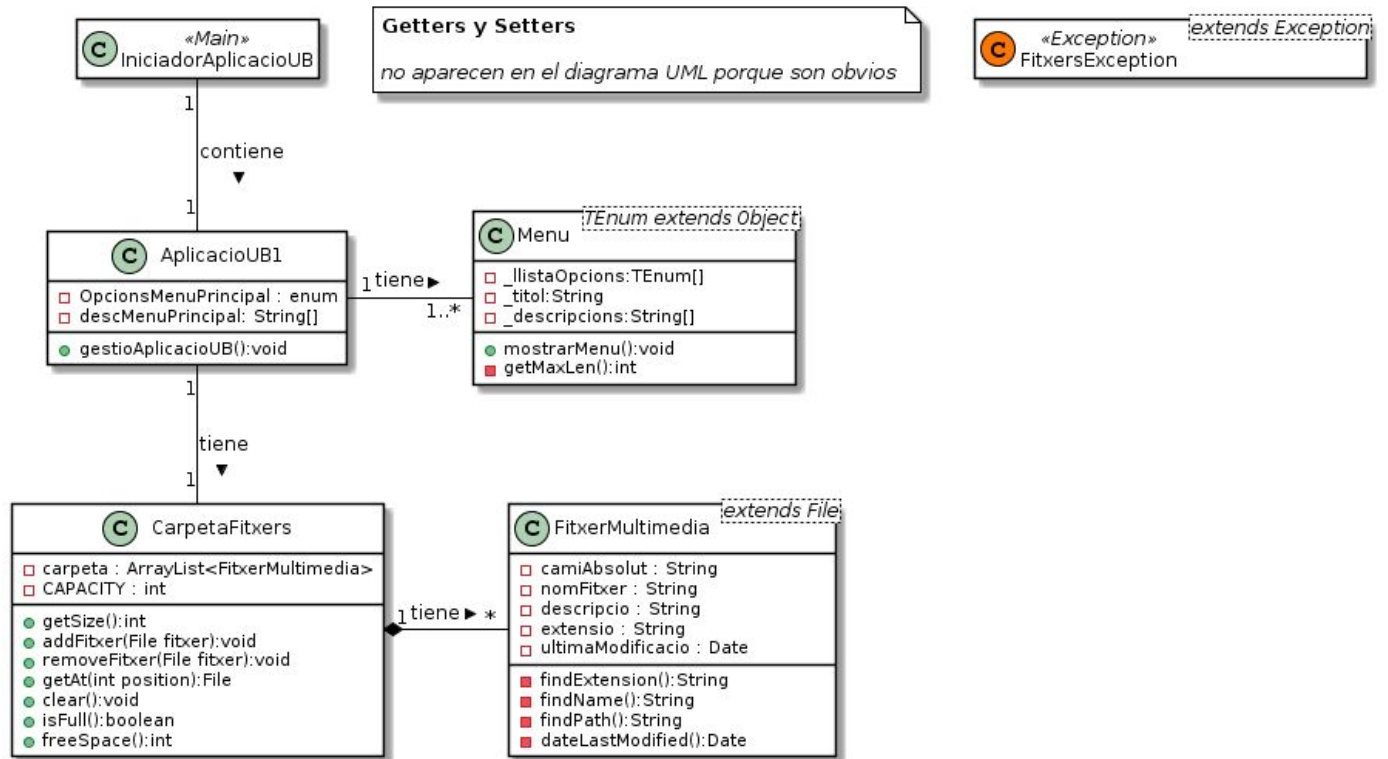 «Main»
C IniciadorAplicacioUB
Getters y Setters
no aparecen en el diagrama UML porque son obvios
extends Exception
«Exception»
C FitxersException
1
contiene
1
C AplicacioUB1
OpcionsMenuPrincipal : enum
descMenuPrincipal: String[]
gestioAplicacioUB():void
1 tiene
1..*
TEnum extends Object
C Menu
_llistaOpcions:TEnum[]
_titol:String
_descripcions:String[]
mostrarMenu():void
getMaxLen():int
1
tiene
1
C CarpetaFitxers
carpeta : ArrayList<FitxerMultimedia>
CAPACITY : int
getSize():int
addFitxer(File fitxer):void
removeFitxer(File fitxer):void
getAt(int position):File
clear():void
isFull():boolean
freeSpace():int
1 tiene *
extends File
C FitxerMultimedia
camiAbsolut : String
nomFitxer : String
descripcio : String
extensio : String
ultimaModificacio : Date
findExtension():String
findName():String
findPath():String
dateLastModified():Date